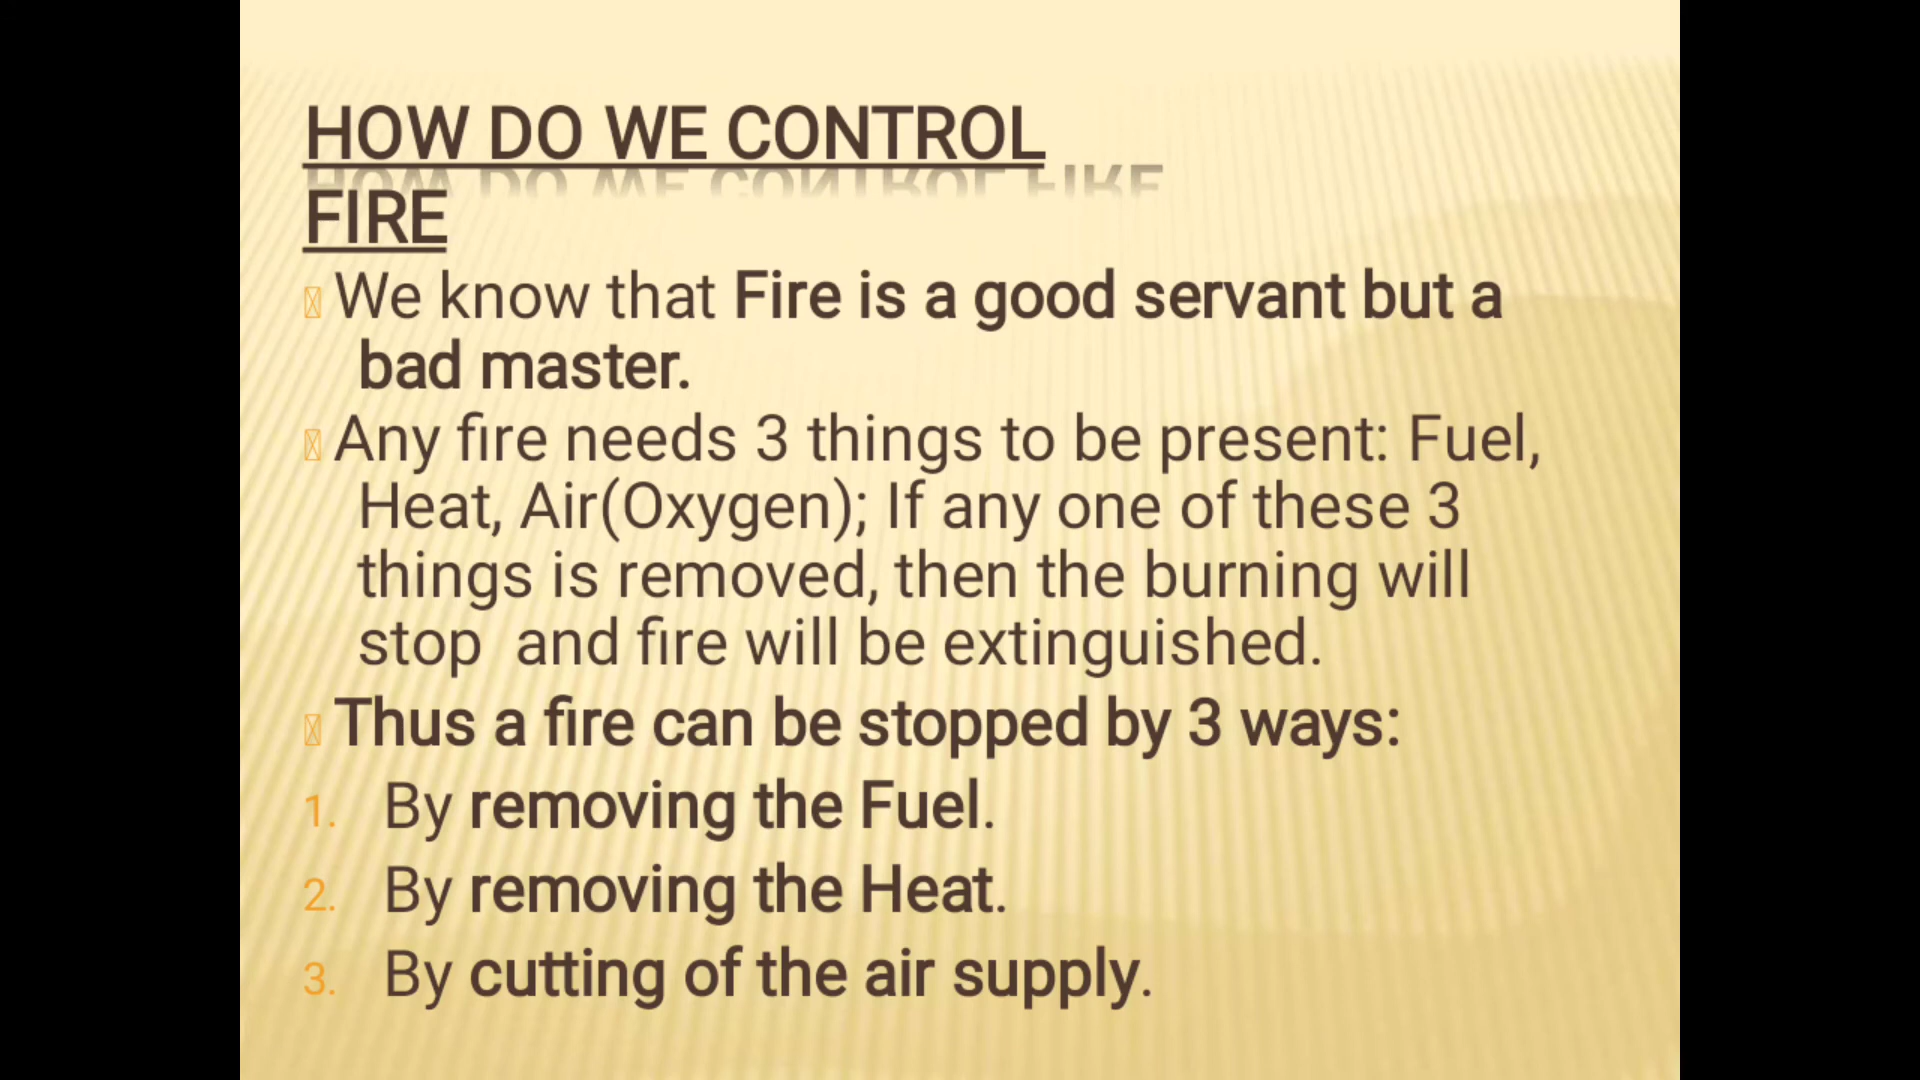 HOW DO WE CONTROL
FIRE
We know that Fire is a good servant but a
bad master.
Any fire needs 3 things to be present: Fuel,
Heat, Air(Oxygen); If any one of these 3
things is removed, then the burning will
stop  and fire will be extinguished.
Thus a fire can be stopped by 3 ways:
1. By removing the Fuel.
2. By removing the Heat.
3. By cutting of the air supply.